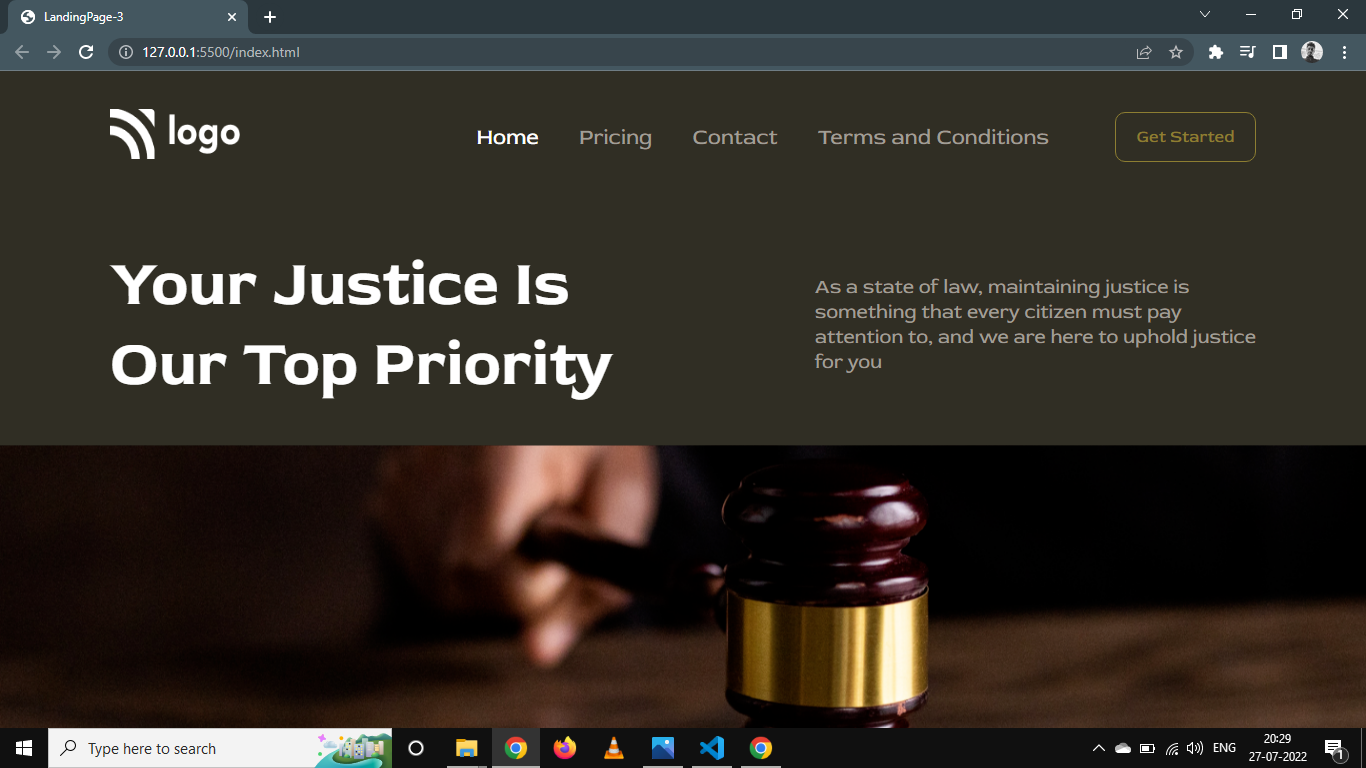 LandingPage-3
127.0.0.1:5500/index.html
logo
Home Pricing Contact Terms and Conditions Get Started
Your Justice Is
Our Top Priority
As a state of law, maintaining justice is
something that every citizen must pay
attention to, and we are here to uphold justice
for you
Type here to search
ENG
20:29
27-07-2022
1